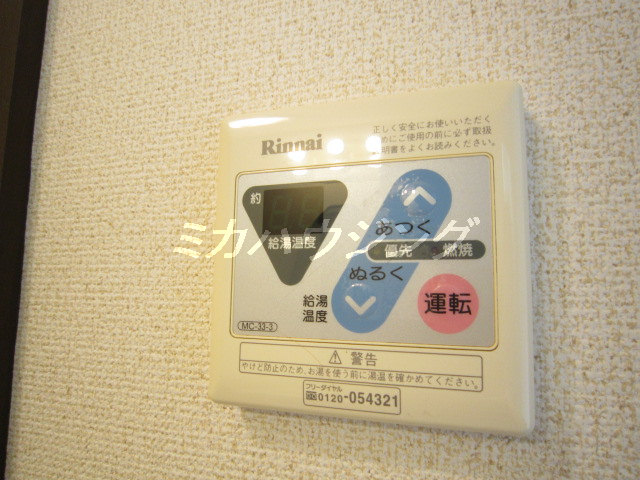 Rinnai
正しく安全にお使いいただく
ためにご使用の前に必ず取扱
説明書をよくお読みください。
約
給湯温度
あつく
優先 燃焼
ぬるく
給湯
温度
運転
MC-33-3
ミカハウジング
警告
やけど防止のため、お湯を使う前に湯温を確かめてください。
フリーダイヤル
0120-054321